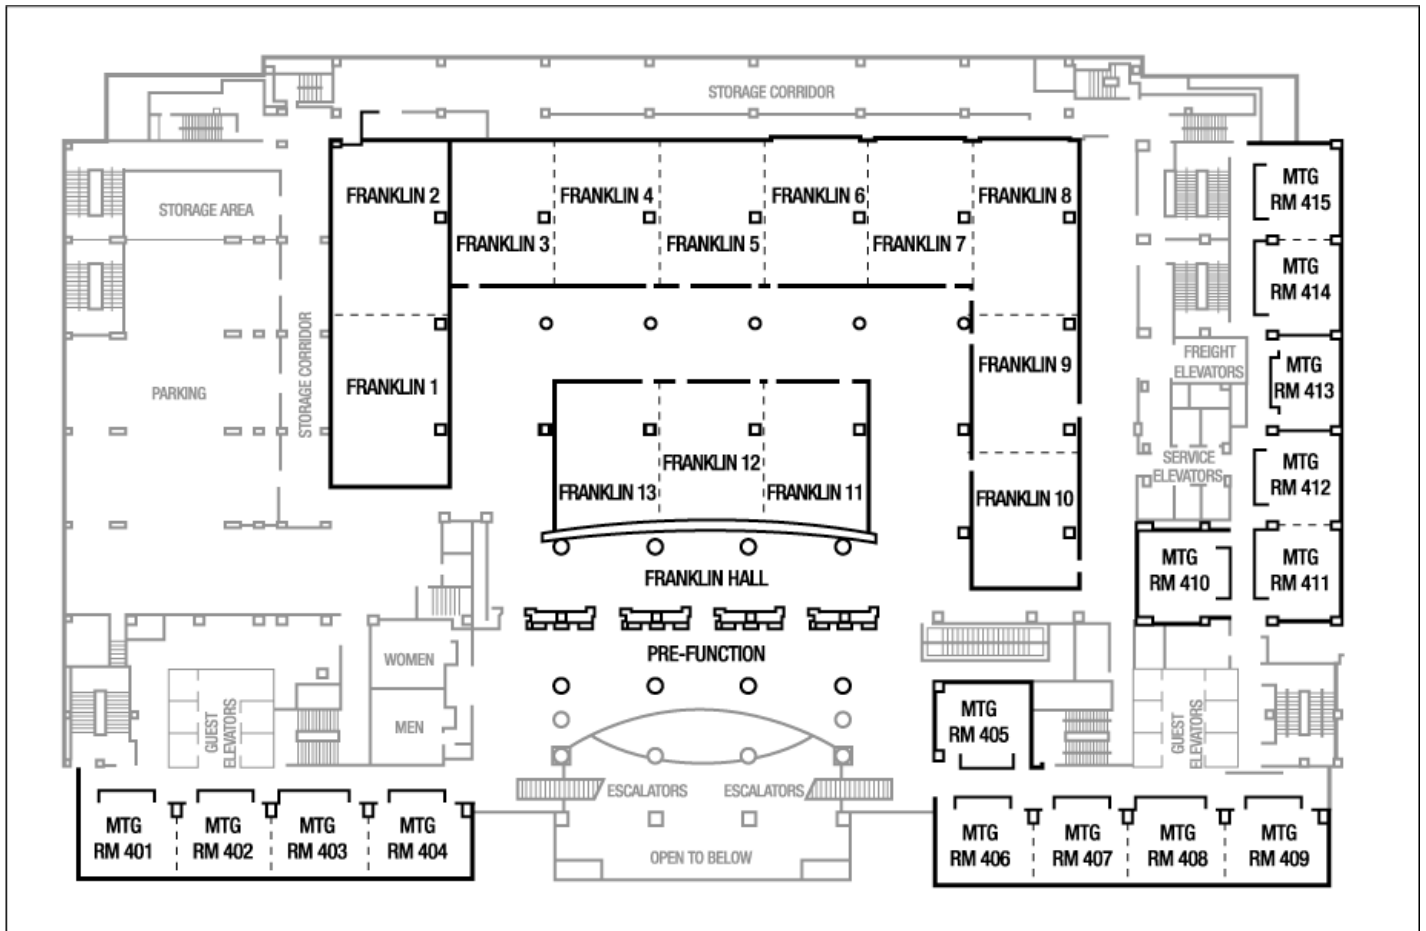 STORAGE CORRIDOR
FRANKLIN 2
FRANKLIN 4
FRANKLIN 6
FRANKLIN 8
MTG
RM 415
STORAGE AREA
FRANKLIN 3
FRANKLIN 5
FRANKLIN 7
MTG
RM 414
STORAGE CORRIDOR
PARKING
FRANKLIN 1
FRANKLIN 9
FREIGHT
ELEVATORS
MTG
RM 413
FRANKLIN 12
SERVICE
ELEVATORS
MTG
RM 412
FRANKLIN 13
FRANKLIN 11
FRANKLIN 10
FRANKLIN HALL
MTG
RM 410
MTG
RM 411
PRE-FUNCTION
WOMEN
MEN
GUEST
ELEVATORS
MTG
RM 405
GUEST
ELEVATORS
ESCALATORS
ESCALATORS
MTG
RM 401
MTG
RM 402
MTG
RM 403
MTG
RM 404
OPEN TO BELOW
MTG
RM 406
MTG
RM 407
MTG
RM 408
MTG
RM 409